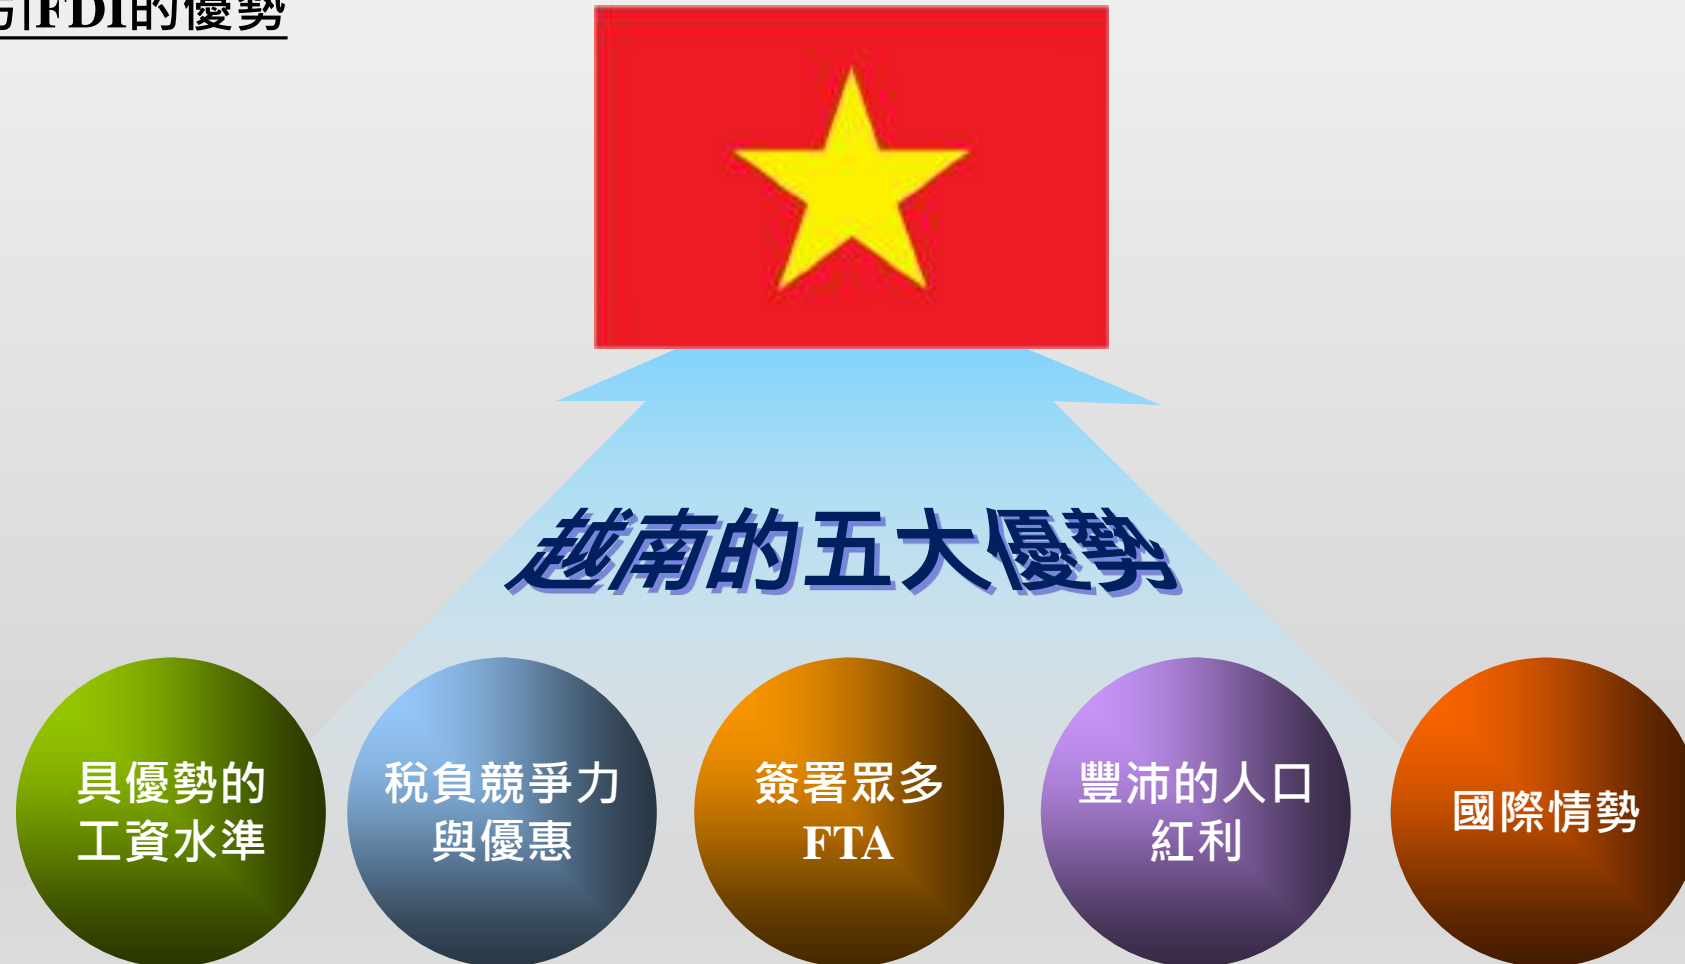 引FDI的優勢
越南的五大優勢
具優勢的
工資水準
稅負競爭力
與優惠
簽署眾多
FTA
豐沛的人口
紅利
國際情勢